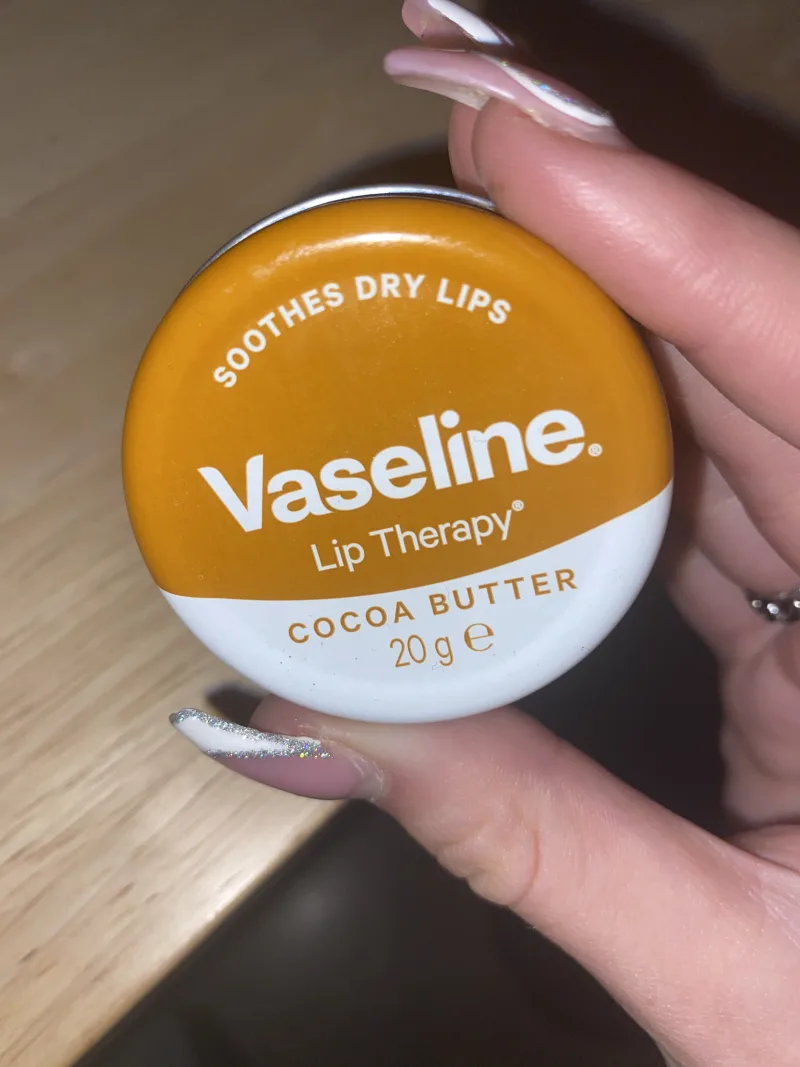 SOOTHES DRY LIPS
Vaseline®
Lip Therapy®
COCOA BUTTER
20 g ℮